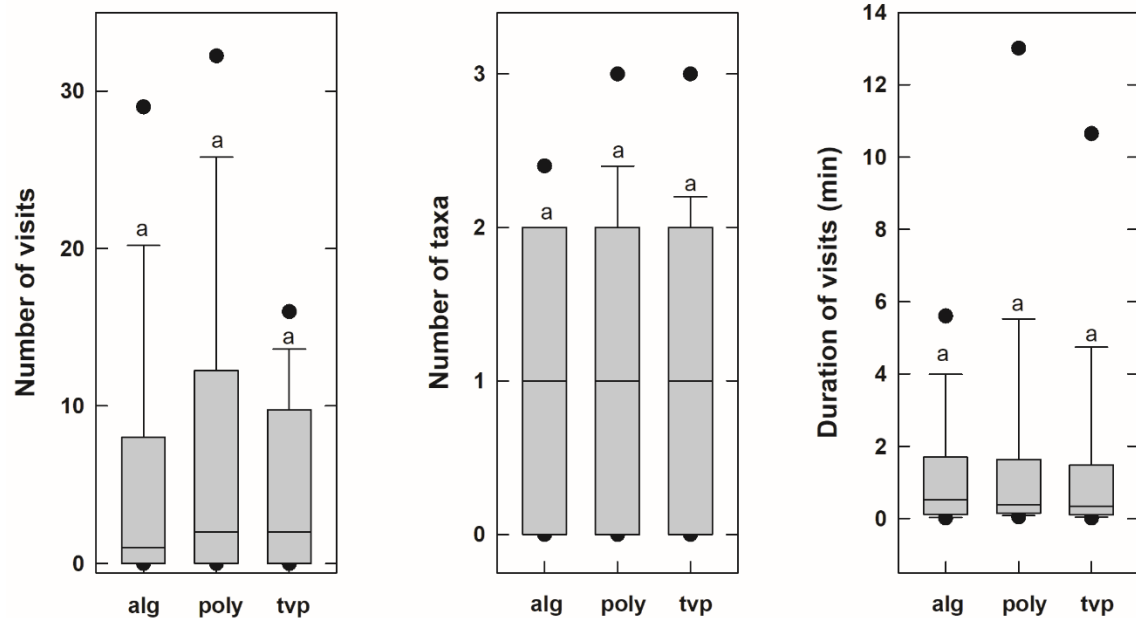 Number of visits
30
20
10
0
a
a
a
alg poly tvp
Number of taxa
3
2
1
0
a
a
a
alg poly tvp
Duration of visits (min)
14
12
10
8
6
4
2
0
a
a
a
alg poly tvp